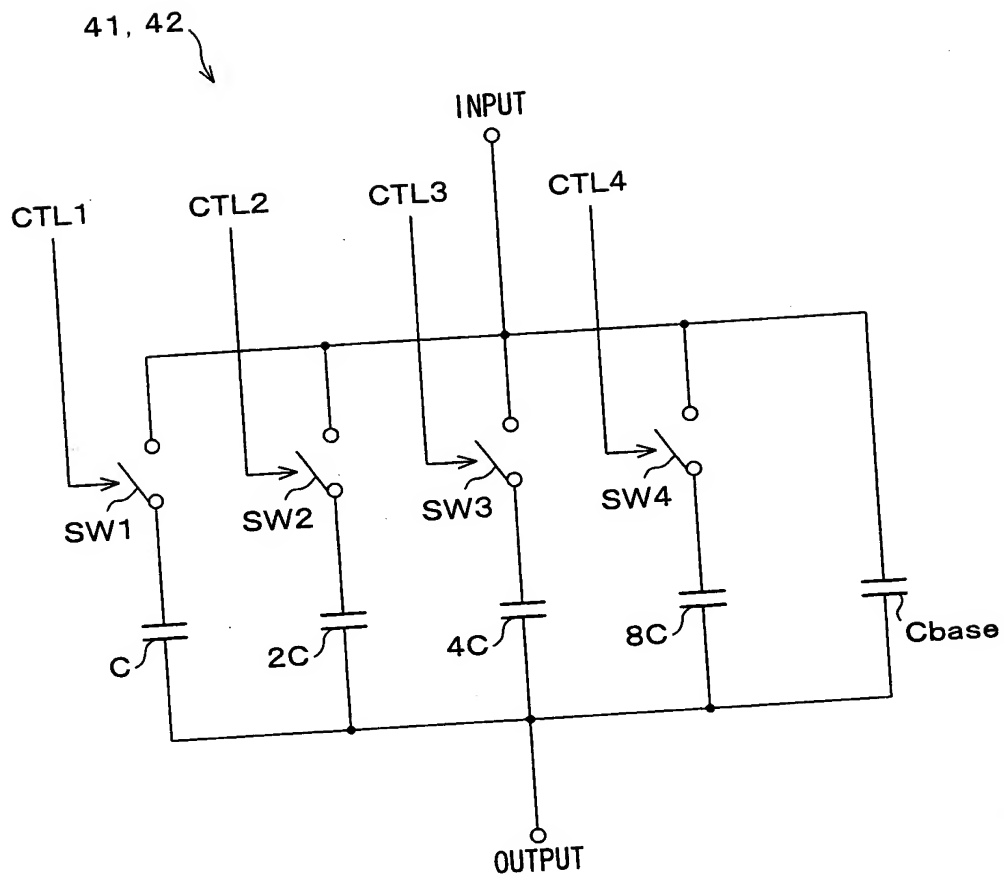 41, 42
INPUT
CTL1
CTL2
CTL3
CTL4
SW1
SW2
SW3
SW4
C
2C
4C
8C
Cbase
OUTPUT